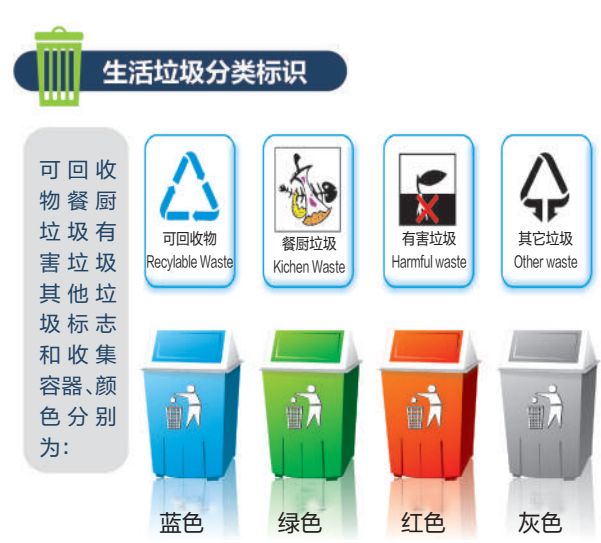 生活垃圾分类标识
可回收
物餐厨
垃圾有
害垃圾
其他垃
圾标志
和收集
容器、颜
色分别
为：
可回收物
Recylable Waste
餐厨垃圾
Kichen Waste
有害垃圾
Harmful waste
其它垃圾
Other waste
蓝色
绿色
红色
灰色